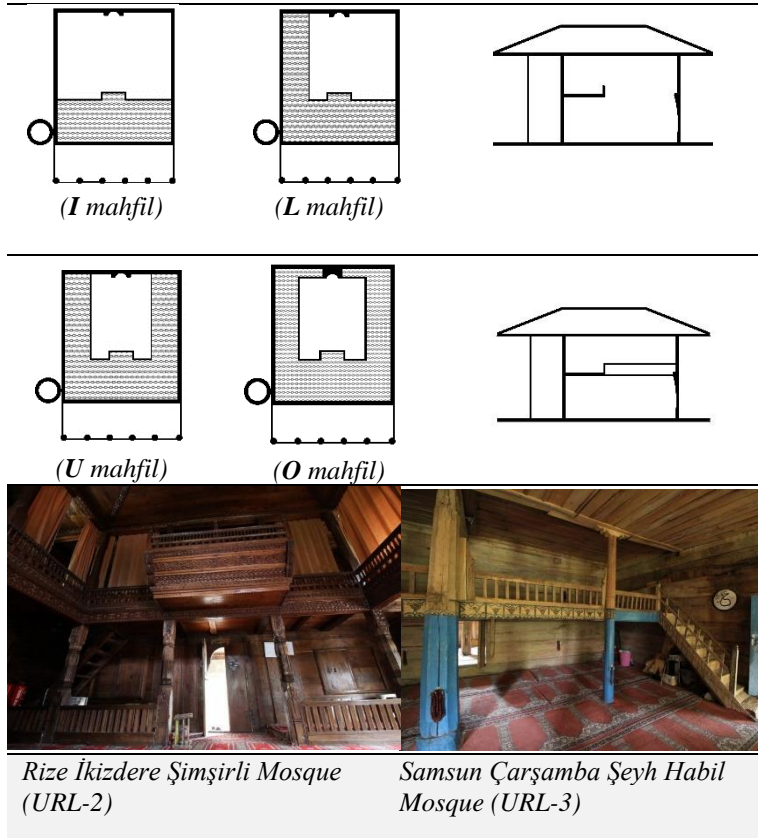 (I mahfil)
(L mahfil)
(U mahfil)
(O mahfil)
Rize İkizdere Şimşirli Mosque
(URL-2)
Samsun Çarşamba Şeyh Habil
Mosque (URL-3)